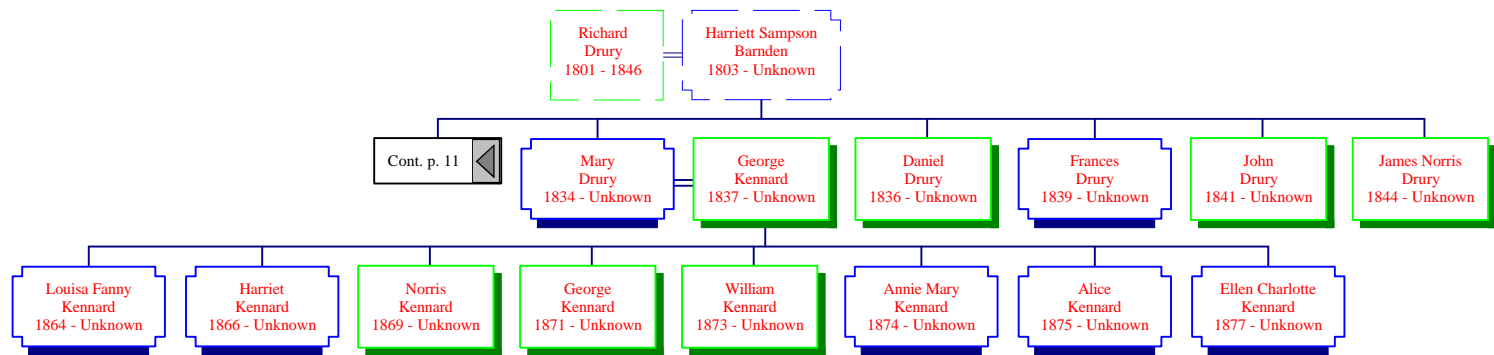 Richard
Drury
1801 - 1846
Harriett Sampson
Barnden
1803 - Unknown
Cont. p. 11
Mary
Drury
1834 - Unknown
George
Kennard
1837 - Unknown
Daniel
Drury
1836 - Unknown
Frances
Drury
1839 - Unknown
John
Drury
1841 - Unknown
James Norris
Drury
1844 - Unknown
Louisa Fanny
Kennard
1864 - Unknown
Harriet
Kennard
1866 - Unknown
Norris
Kennard
1869 - Unknown
George
Kennard
1871 - Unknown
William
Kennard
1873 - Unknown
Annie Mary
Kennard
1874 - Unknown
Alice
Kennard
1875 - Unknown
Ellen Charlotte
Kennard
1877 - Unknown